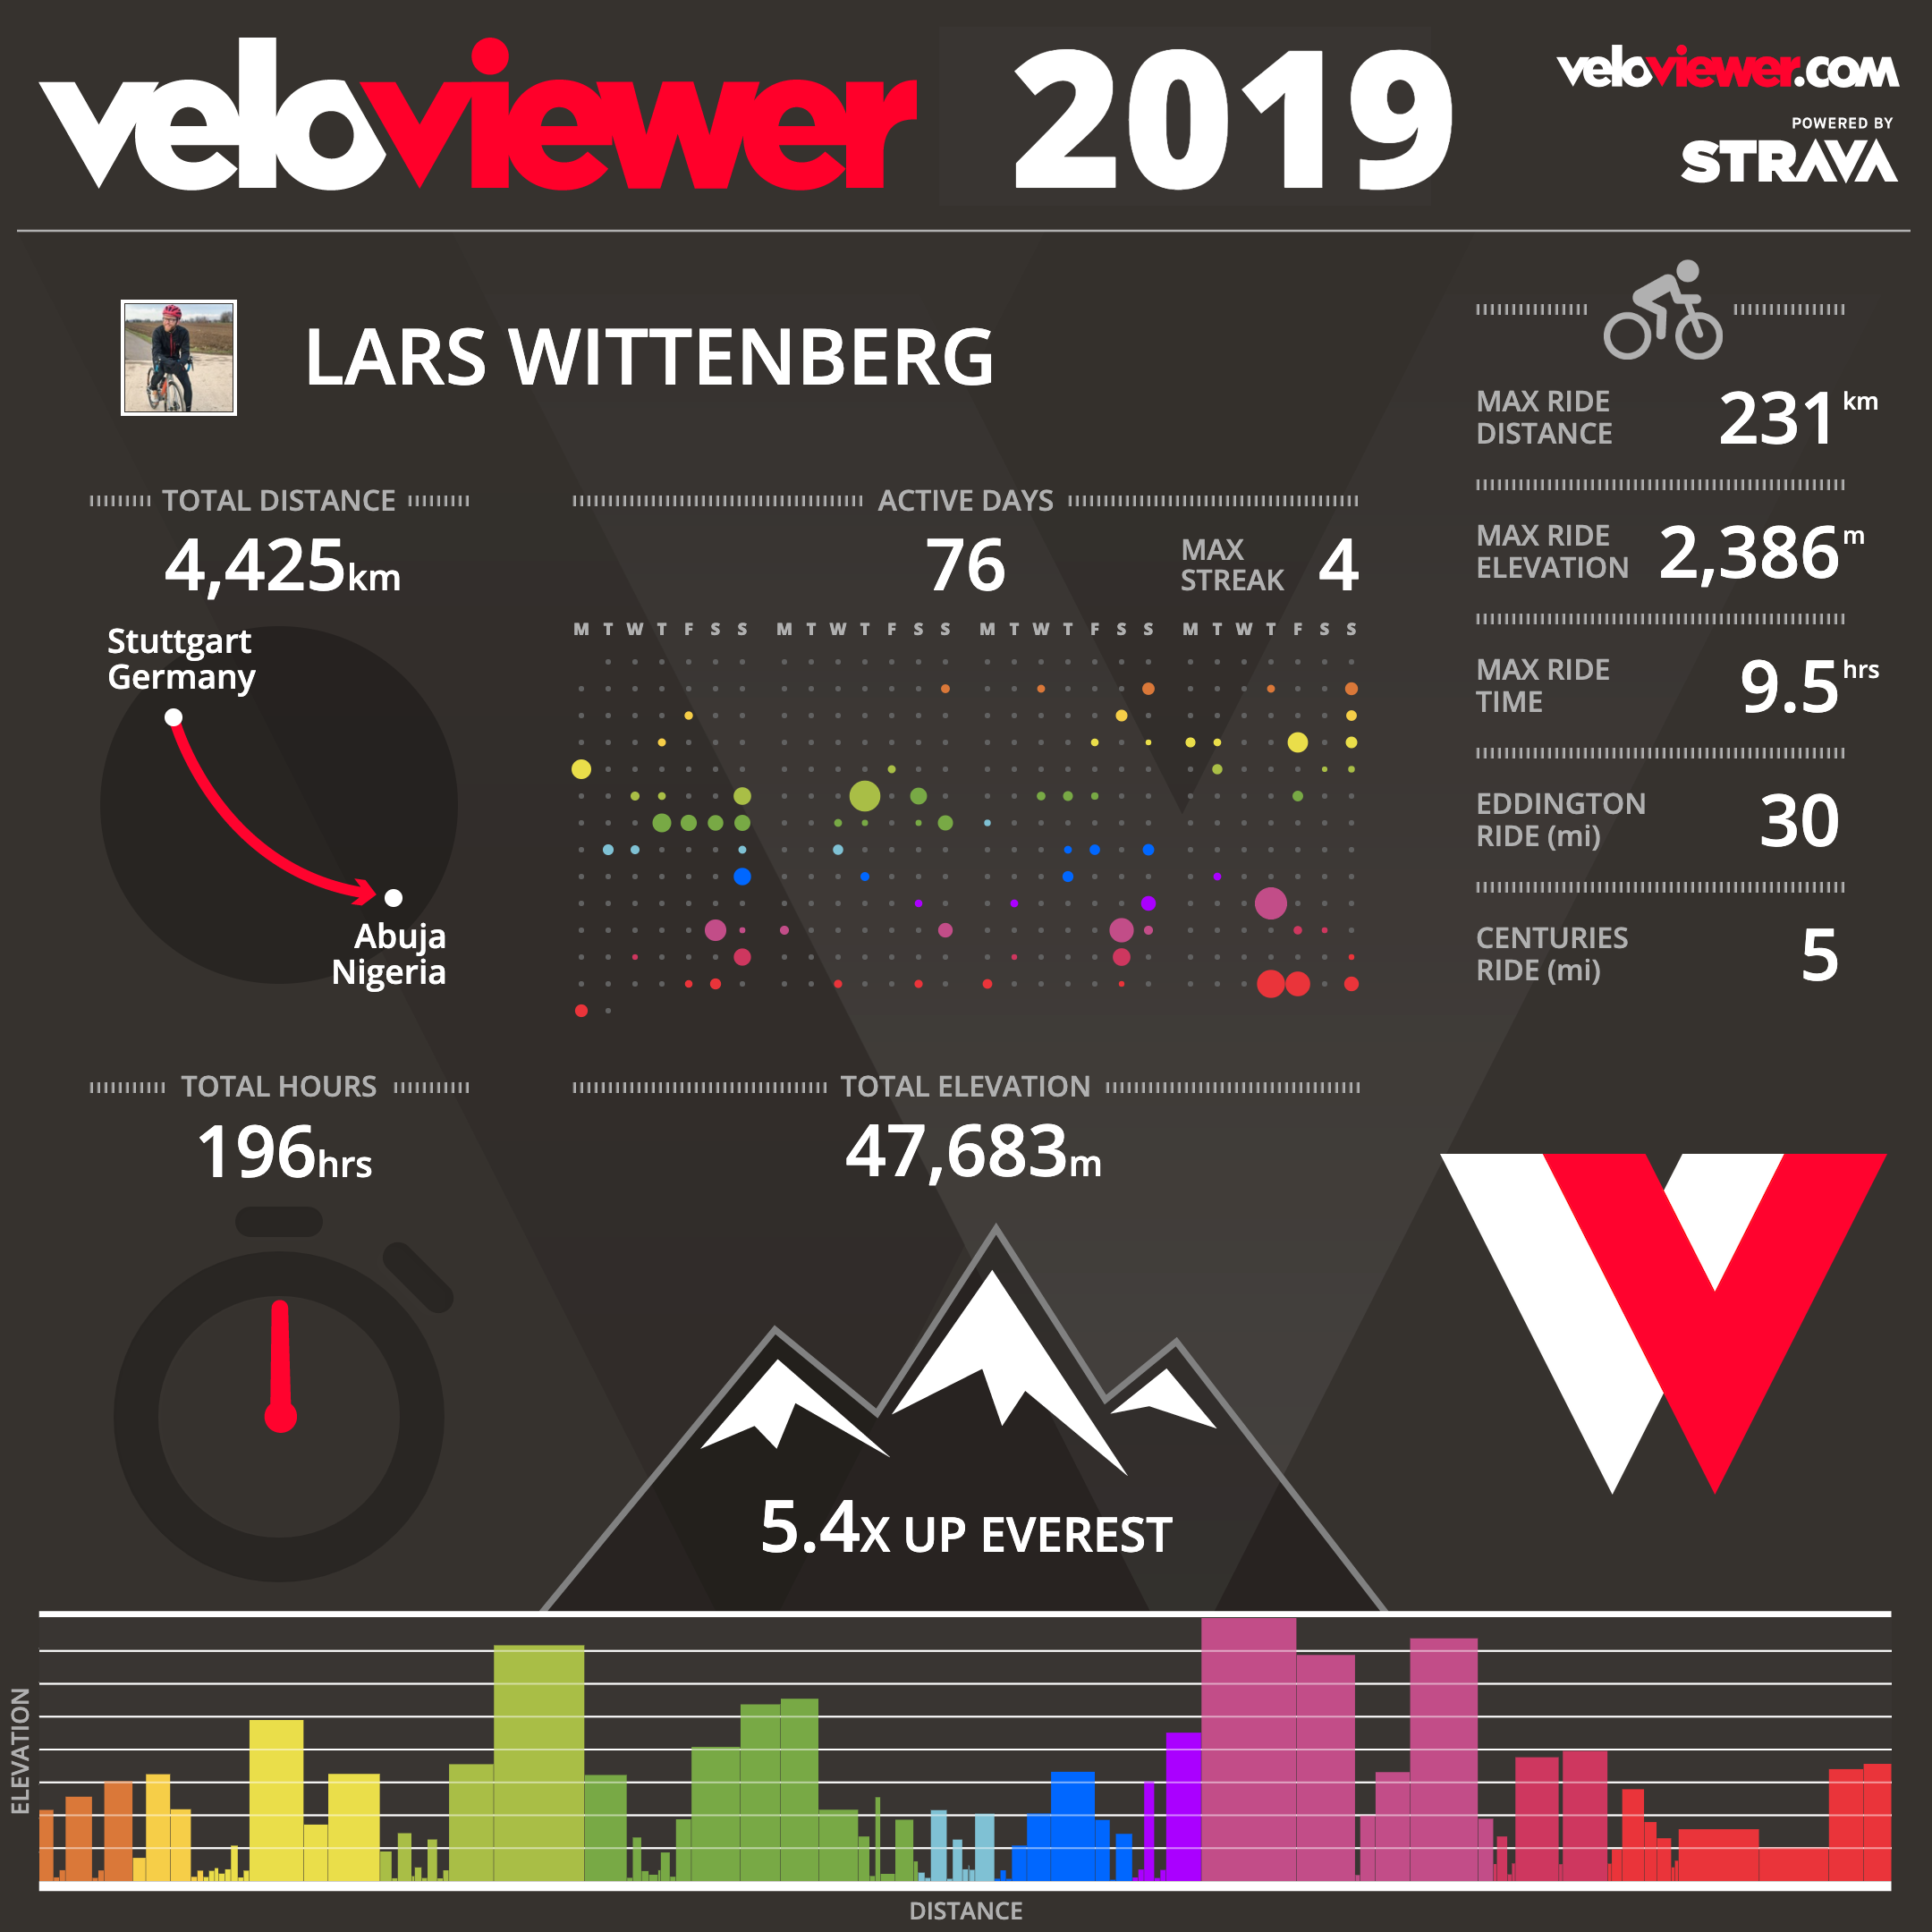 veloviewer 2019
veloviewer.com
POWERED BY
STRAVA
LARS WITTENBERG
TOTAL DISTANCE
4,425km
Stuttgart
Germany
Abuja
Nigeria
ACTIVE DAYS
76
MAX
STREAK
4
M T W T F S S M T W T F S S M T W T F S S M T W T F S S
MAX RIDE
DISTANCE
231 km
MAX RIDE
ELEVATION
2,386 m
MAX RIDE
TIME
9.5 hrs
EDDINGTON
RIDE (mi)
30
CENTURIES
RIDE (mi)
5
TOTAL HOURS
196hrs
TOTAL ELEVATION
47,683m
5.4X UP EVEREST
ELEVATION
DISTANCE